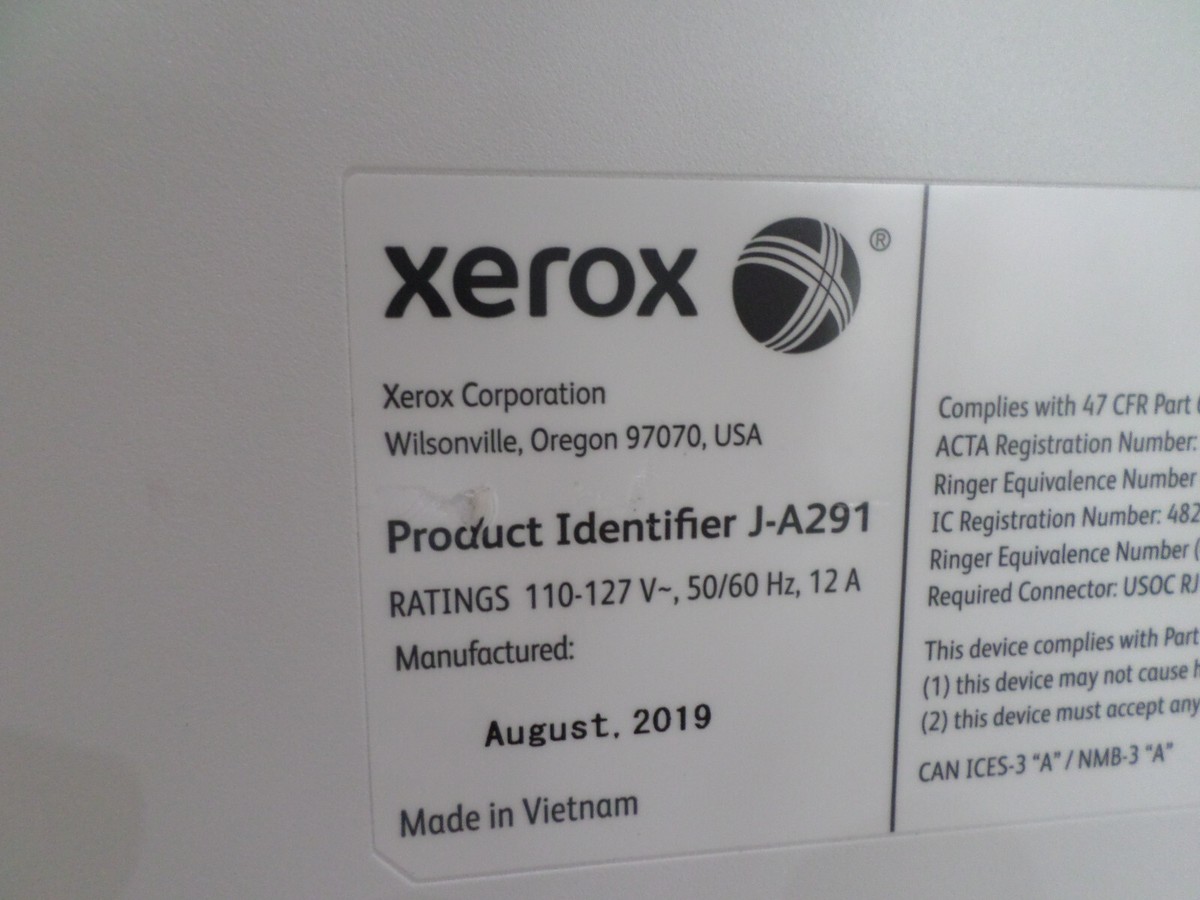 xerox ®
Xerox Corporation
Wilsonville, Oregon 97070, USA
Product Identifier J-A291
RATINGS 110-127 V~, 50/60 Hz, 12 A
Manufactured:
August, 2019
Made in Vietnam
Complies with 47 CFR Part
ACTA Registration Number:
Ringer Equivalence Number
IC Registration Number: 482
Ringer Equivalence Number (
Required Connector: USOC RJ
This device complies with Part
(1) this device may not cause
(2) this device must accept any
CAN ICES-3 “A” / NMB-3 “A”